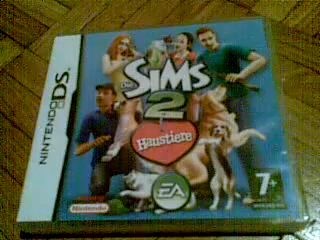 NINTENDO DS
Die
SIMS
2
Haustiere
Nintendo
EA
7+